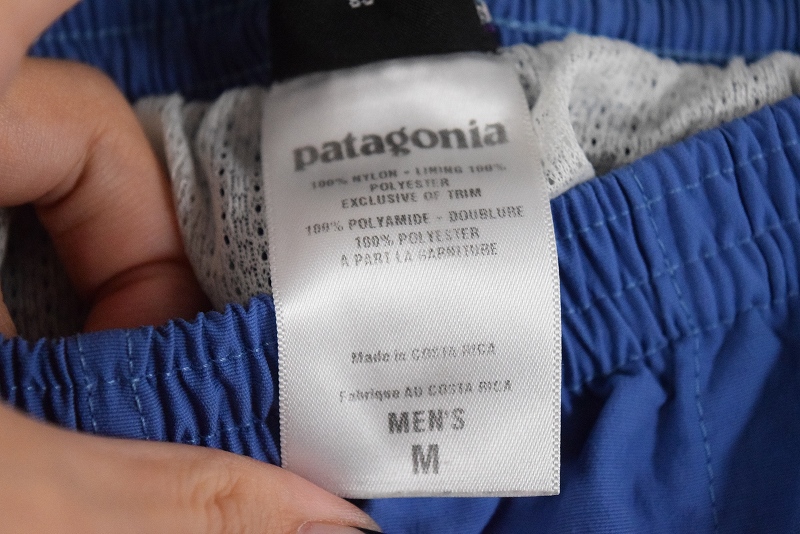 patagonia
100% NYLON - LINING 100%
POLYESTER
EXCLUSIVE OF TRIM
100% POLYAMIDE - DOUBLURE
100% POLYESTER
A PART LA GARNITURE
Made in COSTA RICA
Fabrique AU COSTA RICA
MEN'S
M